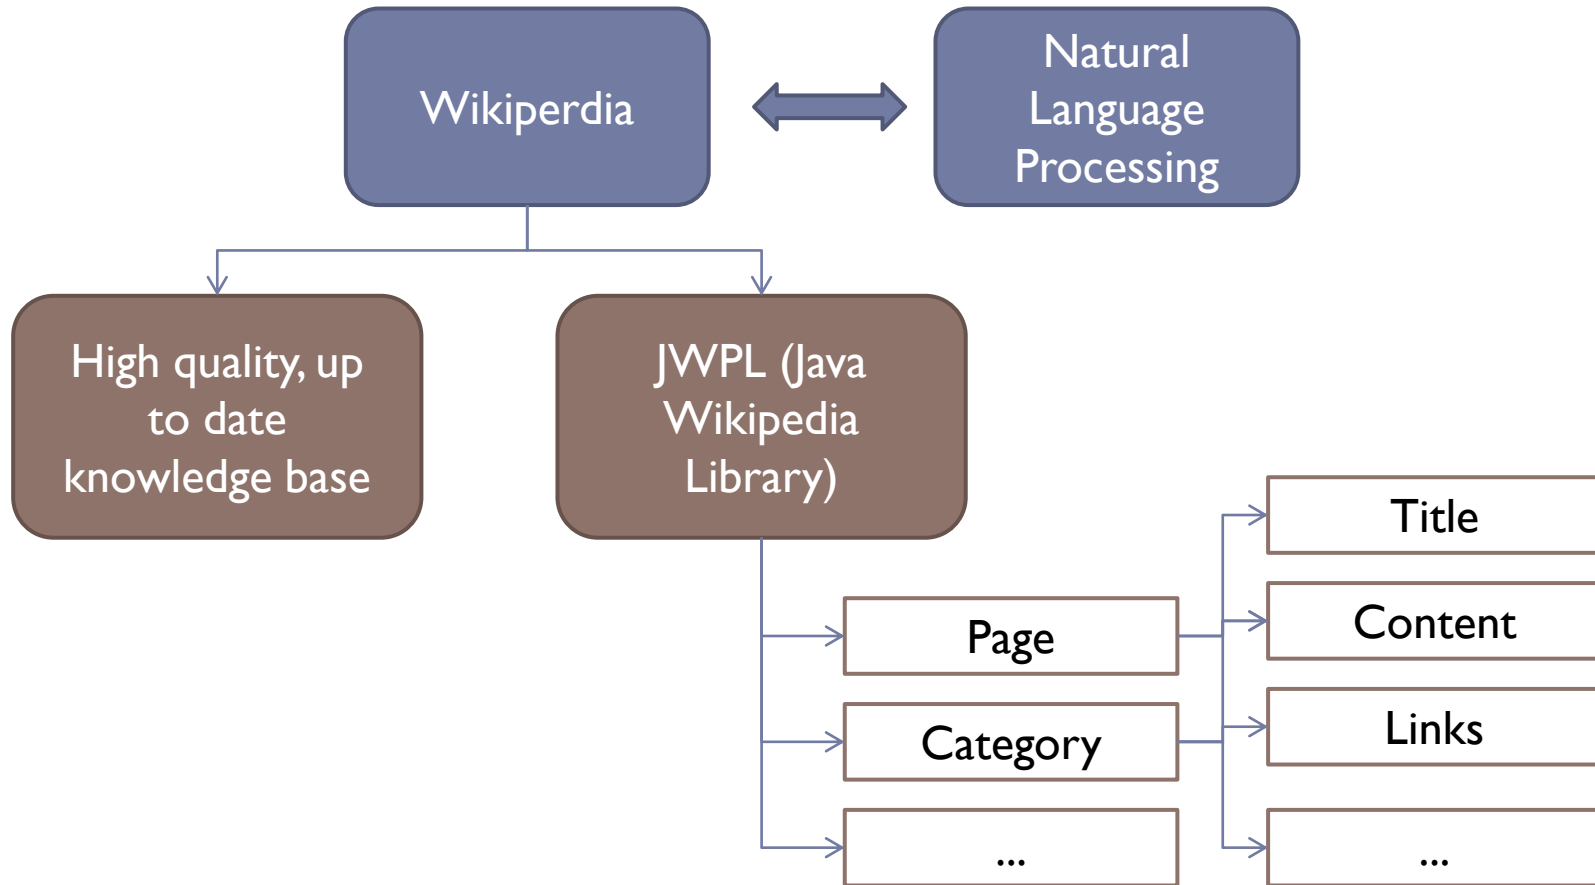 Wikiperdia
Natural
Language
Processing
High quality, up
to date
knowledge base
JWPL (Java
Wikipedia
Library)
Title
Page
Content
Category
Links
...
...